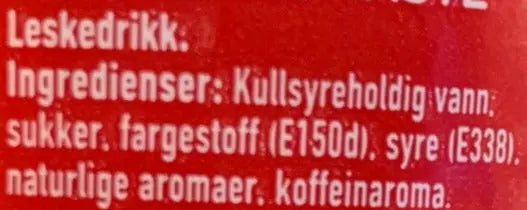 Leskedrikk.
Ingredienser: Kullsyreholdig vann,
sukker, fargestoff (E150d), syre (E338),
naturlige aromaer, koffeinaroma.